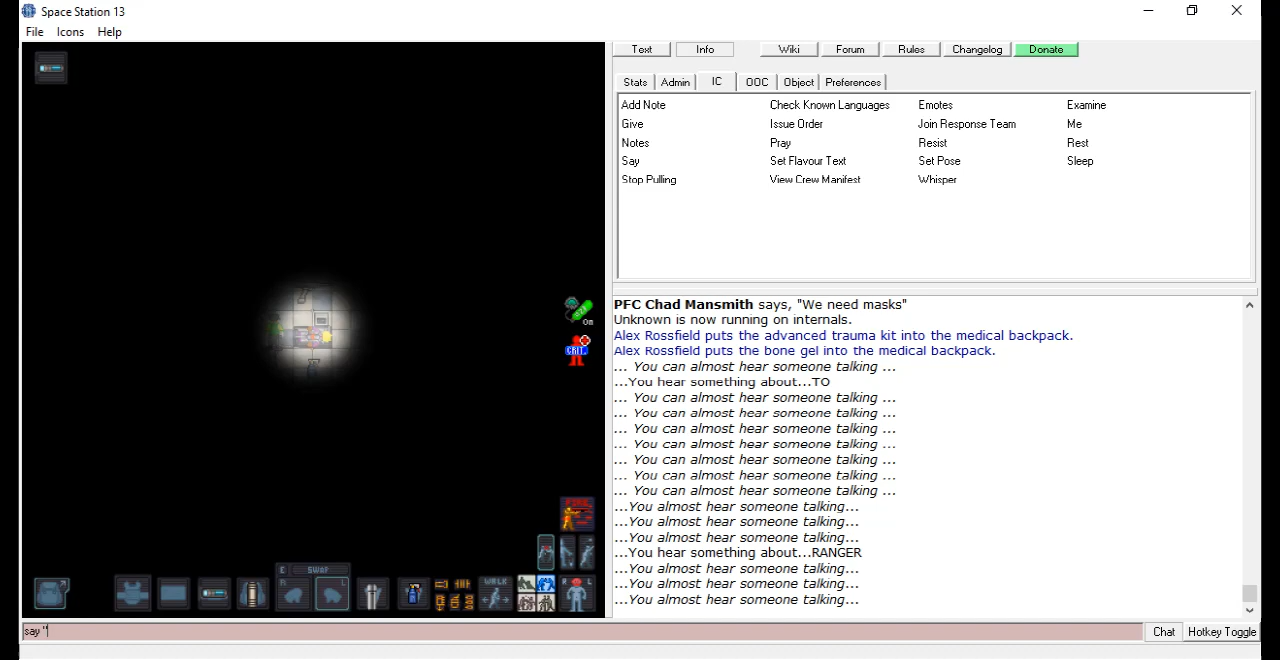 Space Station 13
File Icons Help
Text Info Wiki Forum Rules Changelog Donate
Stats Admin IC OOC Object Preferences
Add Note Check Known Languages Emotes Examine
Give Issue Order Join Response Team Me
Notes Pray Resist Rest
Say Set Flavour Text Set Pose Sleep
Stop Pulling View Crew Manifest Whisper
PFC Chad Mansmith says, "We need masks"
Unknown is now running on internals.
Alex Rossfield puts the advanced trauma kit into the medical backpack.
Alex Rossfield puts the bone gel into the medical backpack.
... You can almost hear someone talking ...
...You hear something about...TO
... You can almost hear someone talking ...
... You can almost hear someone talking ...
... You can almost hear someone talking ...
... You can almost hear someone talking ...
... You can almost hear someone talking ...
... You can almost hear someone talking ...
... You can almost hear someone talking ...
...You almost hear someone talking...
...You almost hear someone talking...
...You almost hear someone talking...
...You hear something about...RANGER
...You almost hear someone talking...
...You almost hear someone talking...
...You almost hear someone talking...
On
CRIT
E SWAP
R L
WALK
R L
say "
Chat Hotkey Toggle